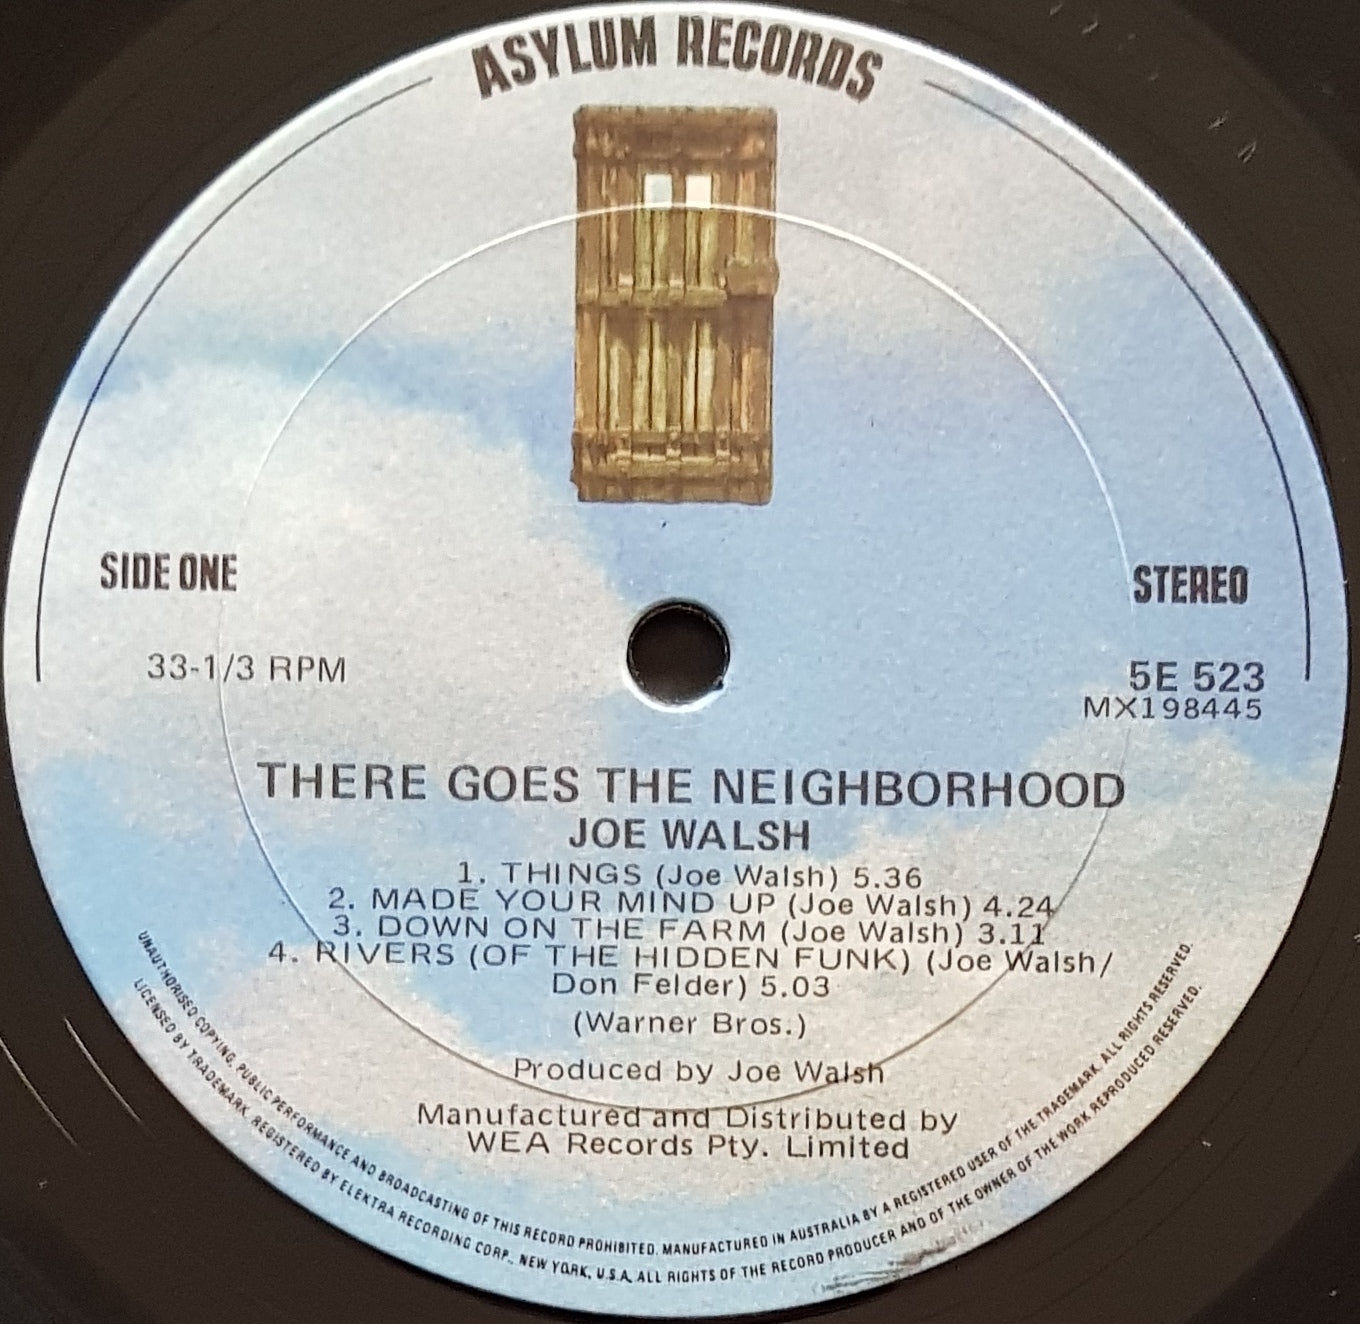 ASYLUM RECORDS
SIDE ONE
STEREO
33-1/3 RPM
5E 523
MX198445
THERE GOES THE NEIGHBORHOOD
JOE WALSH
1. THINGS (Joe Walsh) 5.36
2. MADE YOUR MIND UP (Joe Walsh) 4.24
3. DOWN ON THE FARM (Joe Walsh) 3.11
4. RIVERS (OF THE HIDDEN FUNK) (Joe Walsh/
Don Felder) 5.03
(Warner Bros.)
Produced by Joe Walsh
Manufactured and Distributed by
WEA Records Pty. Limited
UNAUTHORISED COPYING, PUBLIC PERFORMANCE AND BROADCASTING OF THIS RECORD PROHIBITED. MANUFACTURED IN AUSTRALIA BY A REGISTERED USER OF THE TRADEMARK. ALL RIGHTS RESERVED.
LICENSED BY TRADEMARK. REGISTERED BY ELEKTRA RECORDING CORP., NEW YORK, U.S.A. ALL RIGHTS OF THE RECORD PRODUCER AND OF THE OWNER OF THE WORK REPRODUCED RESERVED.